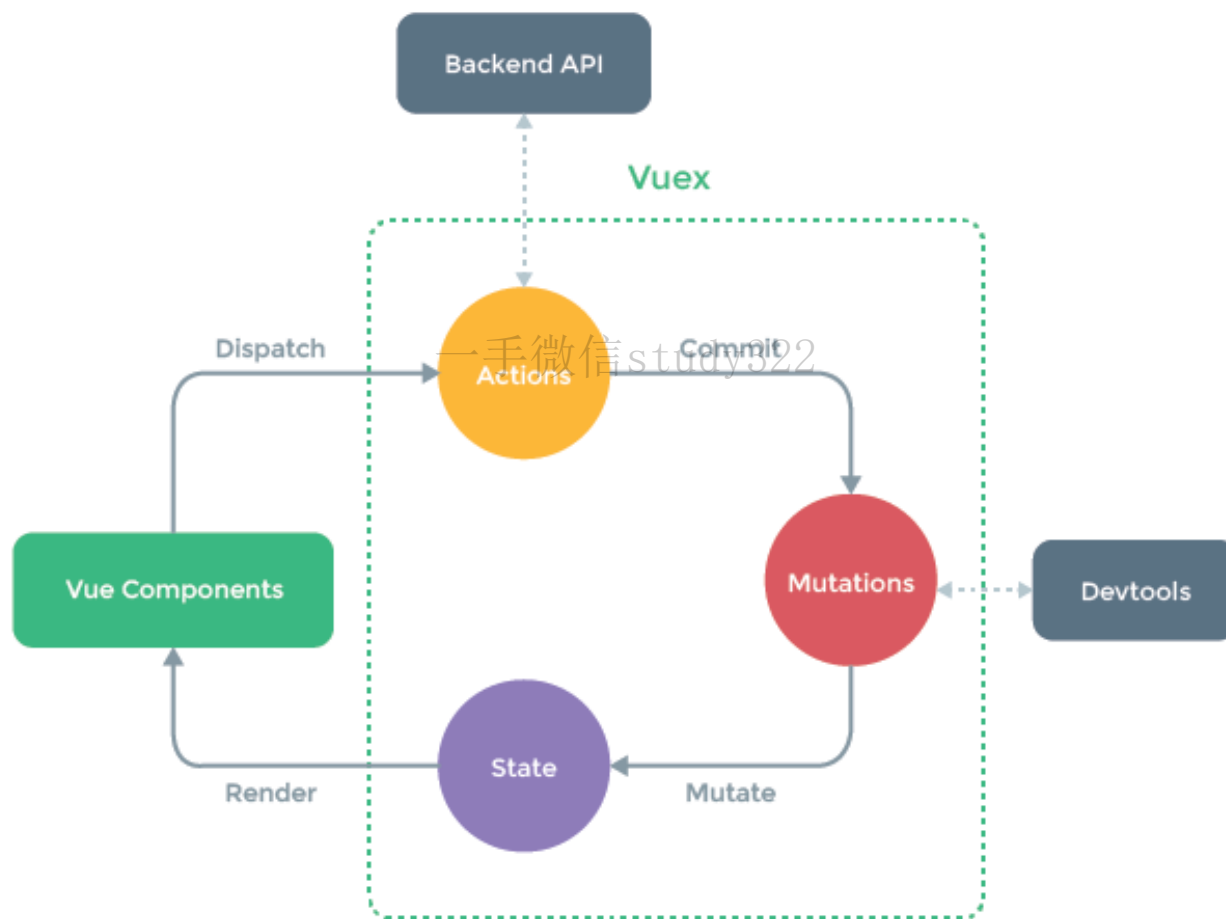 Backend API
Vuex
Dispatch
Commit
一手微信study322
Actions
Vue Components
Mutations
Devtools
State
Render
Mutate